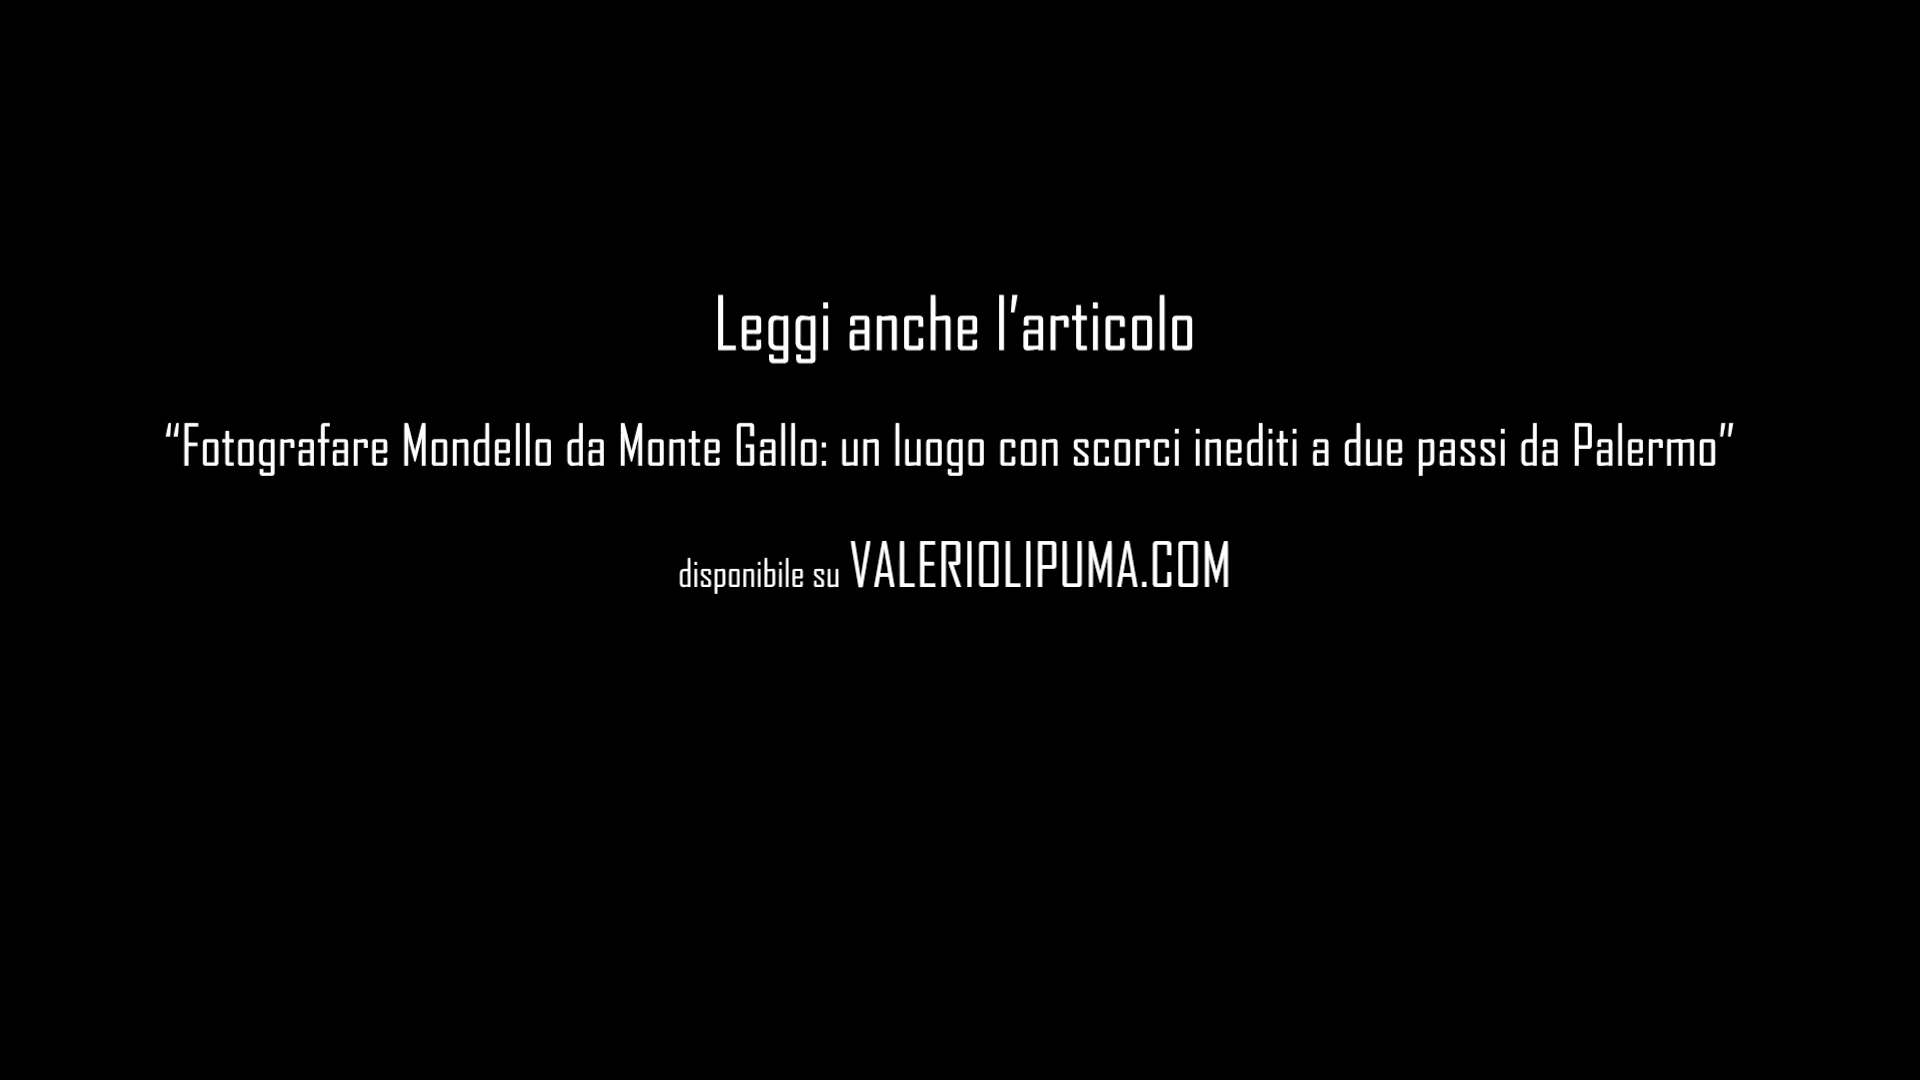 Leggi anche l’articolo
“Fotografare Mondello da Monte Gallo: un luogo con scorci inediti a due passi da Palermo”
disponibile su VALERIOLIPUMA.COM